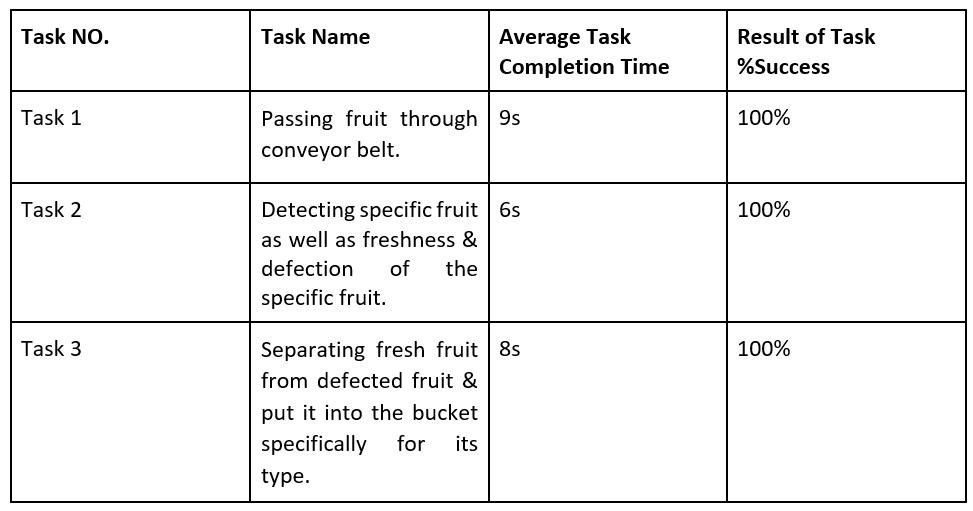 Task NO.
Task Name
Average Task
Completion Time
Result of Task
%Success
Task 1
Passing fruit through
conveyor belt.
9s
100%
Task 2
Detecting specific fruit
as well as freshness &
defection of the
specific fruit.
6s
100%
Task 3
Separating fresh fruit
from defected fruit &
put it into the bucket
specifically for its
type.
8s
100%